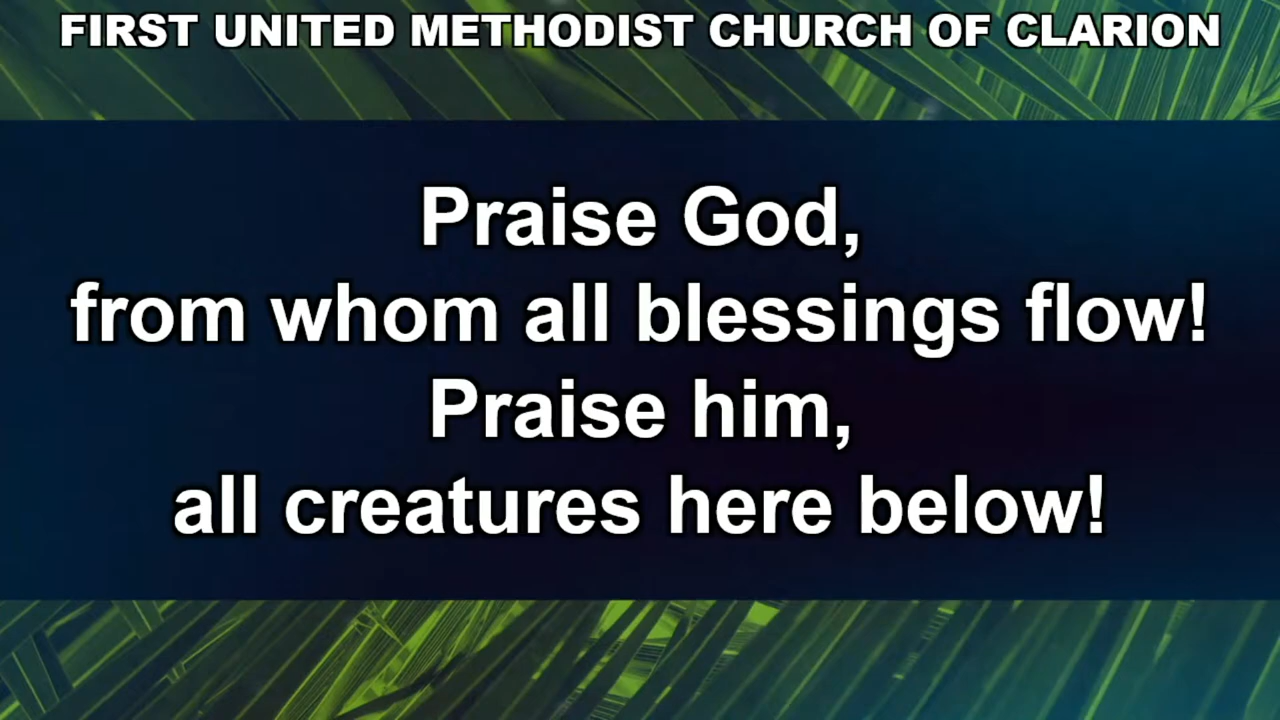 FIRST UNITED METHODIST CHURCH OF CLARION
Praise God,
from whom all blessings flow!
Praise him,
all creatures here below!